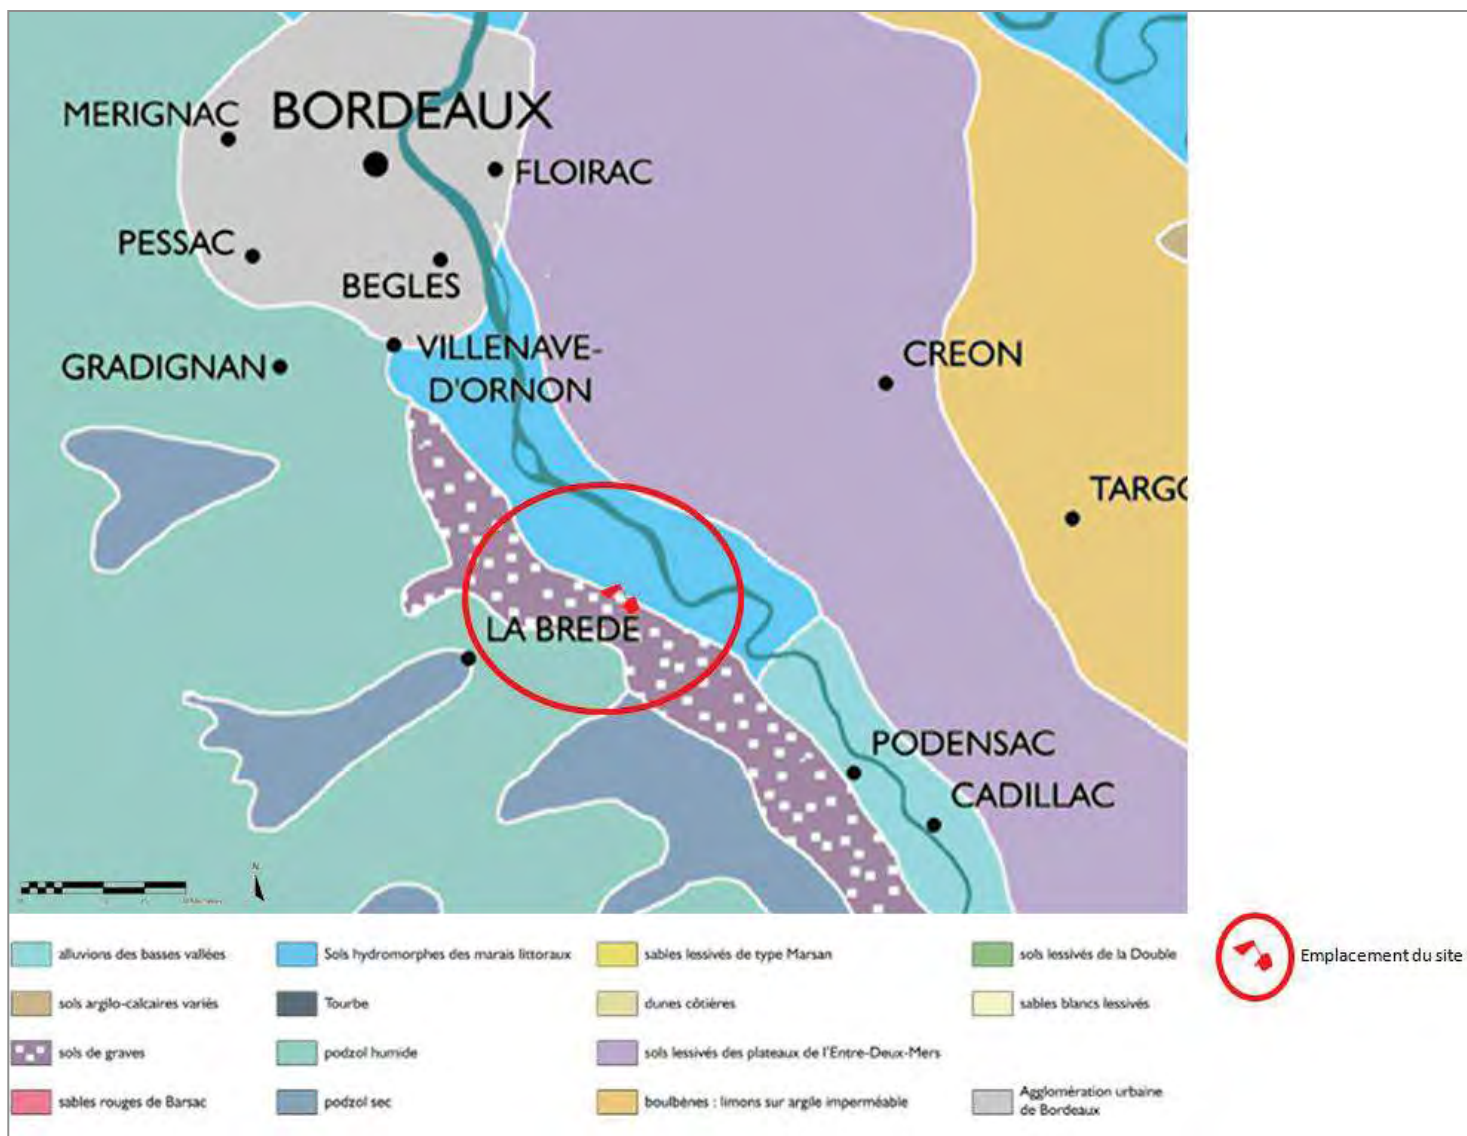 BORDEAUX
MERIGNAC
FLOIRAC
PESSAC
BEGLES
VILLENAVE-
D'ORNON
GRADIGNAN
CREON
TARGO
LA BREDE
PODENSAC
CADILLAC
N
alluvions des basses vallées
Sols hydromorphes des marais littoraux
sables lessivés de type Marsan
sols lessivés de la Double
Emplacement du site
sols argilo-calcaires variés
Tourbe
dunes côtières
sables blancs lessivés
sols de graves
podzol humide
sols lessivés des plateaux de l'Entre-Deux-Mers
sables rouges de Barsac
podzol sec
boulbènes : limons sur argile imperméable
Agglomération urbaine
de Bordeaux